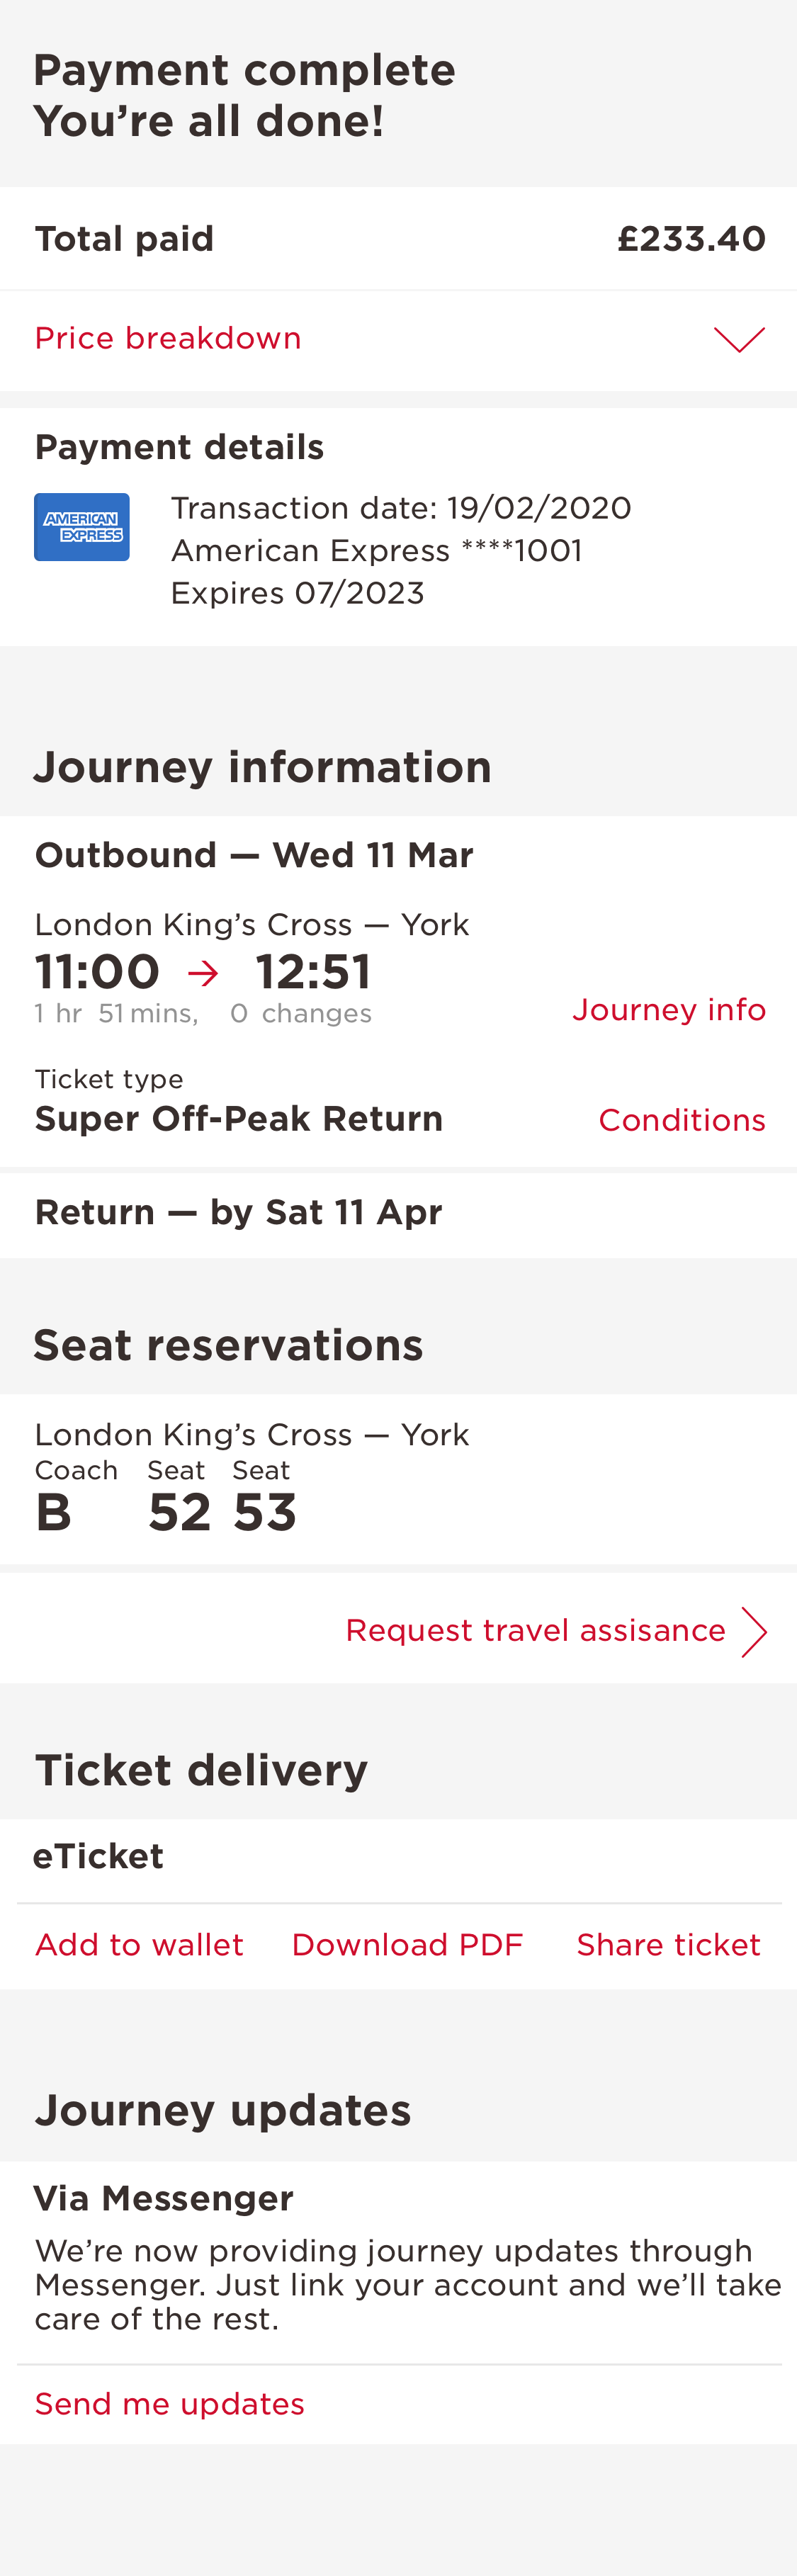 Payment complete
You’re all done!
Total paid £233.40
Price breakdown
Payment details
AMERICAN
EXPRESS
Transaction date: 19/02/2020
American Express ****1001
Expires 07/2023
Journey information
Outbound — Wed 11 Mar
London King’s Cross — York
11:00 → 12:51
1 hr 51 mins, 0 changes
Journey info
Ticket type
Super Off-Peak Return Conditions
Return — by Sat 11 Apr
Seat reservations
London King’s Cross — York
Coach Seat Seat
B 52 53
Request travel assisance
Ticket delivery
eTicket
Add to wallet Download PDF Share ticket
Journey updates
Via Messenger
We’re now providing journey updates through
Messenger. Just link your account and we’ll take
care of the rest.
Send me updates